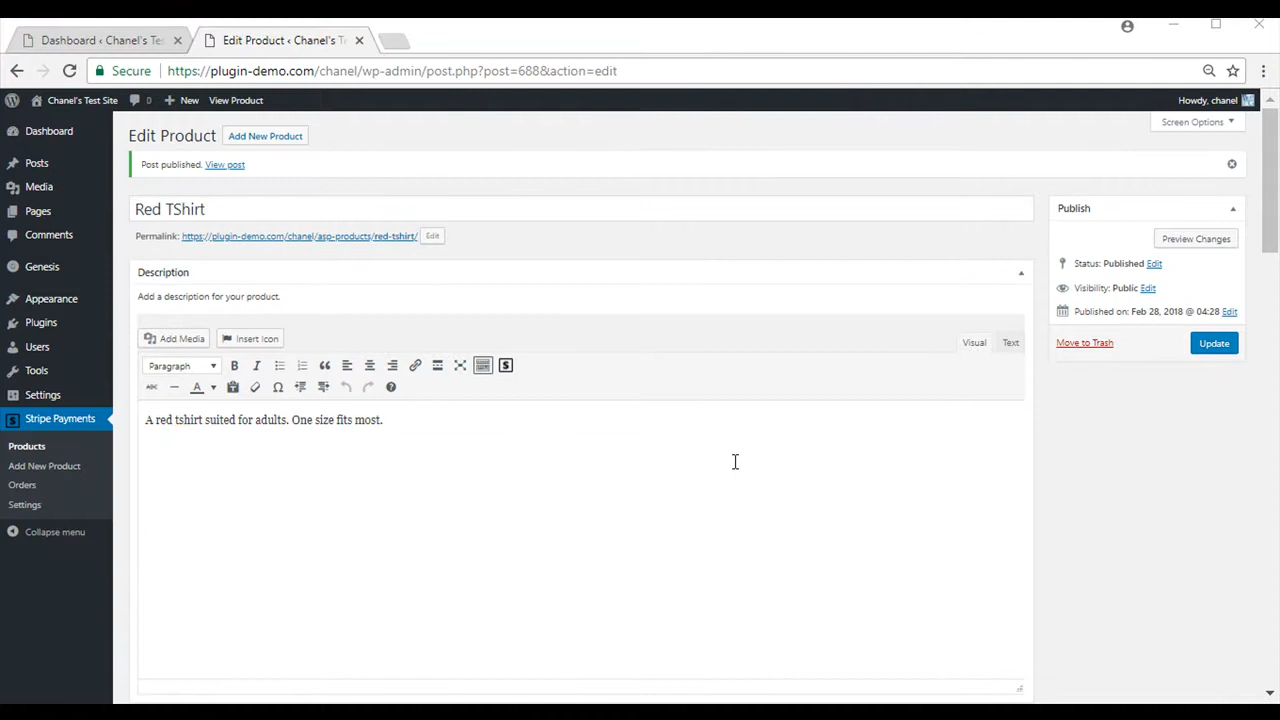 Dashboard ‹ Chanel's Tes
Edit Product ‹ Chanel's Te
Secure
https://plugin-demo.com/chanel/wp-admin/post.php?post=688&action=edit
Chanel's Test Site
0
New
View Product
Howdy, chanel
Dashboard
Posts
Media
Pages
Comments
Genesis
Appearance
Plugins
Users
Tools
Settings
Stripe Payments
Products
Add New Product
Orders
Settings
Collapse menu
Edit Product
Add New Product
Screen Options
Post published. View post
Red TShirt
Permalink: https://plugin-demo.com/chanel/asp-products/red-tshirt/
Edit
Description
Add a description for your product.
Add Media
Insert Icon
Visual
Text
Paragraph
B
I
S
ABC
A
A red tshirt suited for adults. One size fits most.
Publish
Preview Changes
Status: Published Edit
Visibility: Public Edit
Published on: Feb 28, 2018 @ 04:28 Edit
Move to Trash
Update